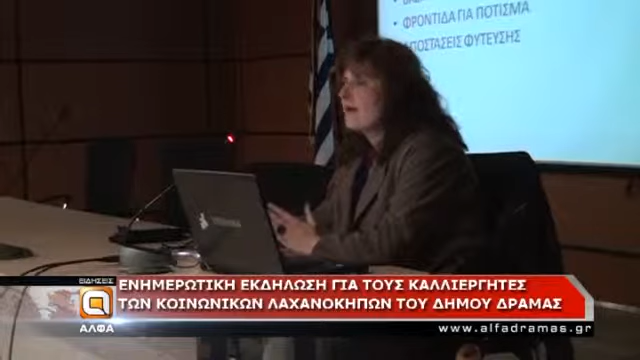 ΦΡΟΝΤΙΔΑ ΓΙΑ ΠΟΤΙΣΜΑ
ΑΠΟΣΤΑΣΕΙΣ ΦΥΤΕΥΣΗΣ
ΕΙΔΗΣΕΙΣ
ΑΛΦΑ
ΕΝΗΜΕΡΩΤΙΚΗ ΕΚΔΗΛΩΣΗ ΓΙΑ ΤΟΥΣ ΚΑΛΛΙΕΡΓΗΤΕΣ
ΤΩΝ ΚΟΙΝΩΝΙΚΩΝ ΛΑΧΑΝΟΚΗΠΩΝ ΤΟΥ ΔΗΜΟΥ ΔΡΑΜΑΣ
www.alfadramas.gr